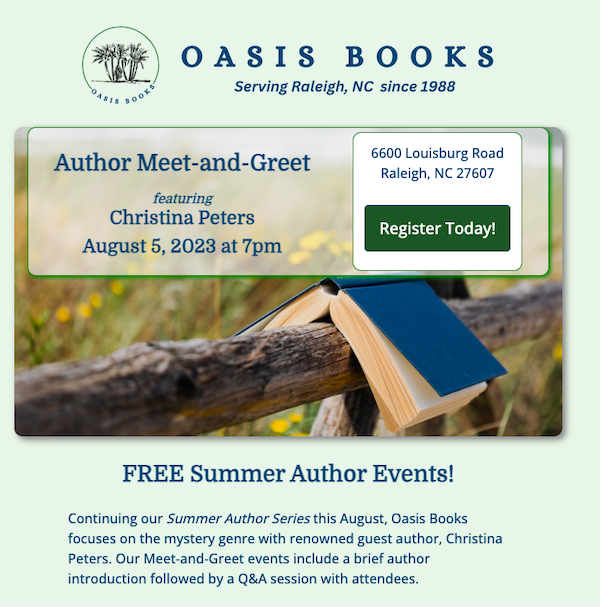 OASIS BOOKS
OASIS BOOKS
Serving Raleigh, NC since 1988
Author Meet-and-Greet
featuring
Christina Peters
August 5, 2023 at 7pm
6600 Louisburg Road
Raleigh, NC 27607
Register Today!
FREE Summer Author Events!
Continuing our Summer Author Series this August, Oasis Books
focuses on the mystery genre with renowned guest author, Christina
Peters. Our Meet-and-Greet events include a brief author
introduction followed by a Q&A session with attendees.